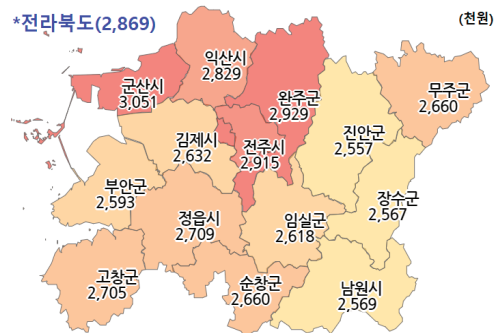 *전라북도(2,869)
(천원)
익산시
2,829
군산시
3,051
완주군
2,929
무주군
2,660
김제시
2,632
전주시
2,915
진안군
2,557
부안군
2,593
장수군
2,567
정읍시
2,709
임실군
2,618
고창군
2,705
순창군
2,660
남원시
2,569